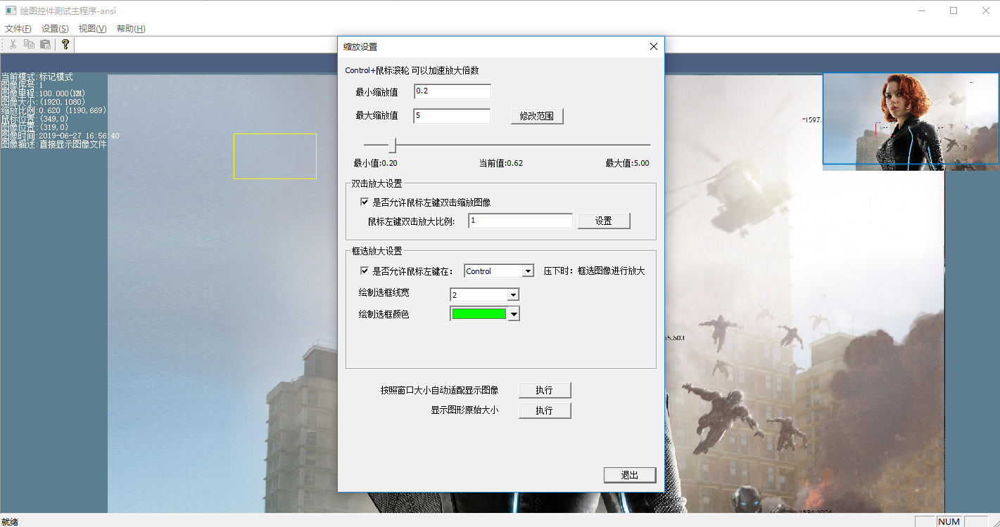 绘图控件测试主程序-ansi
文件(F) 设置(S) 视图(V) 帮助(H)
当前模式:标记模式
图像序号:1
图像里程:100.000(KM)
图像大小:(1920,1080)
缩放比例:0.620 (1190,669)
鼠标位置:(349,0)
图像位置:(319,0)
图像时间:2019-06-27 16:56:40
图像描述:直接显示图像文件
缩放设置
Control+鼠标滚轮 可以加速放大倍数
最小缩放值 0.2
最大缩放值 5 修改范围
最小值:0.20 当前值:0.62 最大值:5.00
双击放大设置
是否允许鼠标左键双击缩放图像
鼠标左键双击放大比例: 1 设置
框选放大设置
是否允许鼠标左键在: Control 压下时: 框选图像进行放大
绘制选框线宽 2
绘制选框颜色
按照窗口大小自动适配显示图像 执行
显示图形原始大小 执行
退出
*1597.
55.603
就绪 NUM